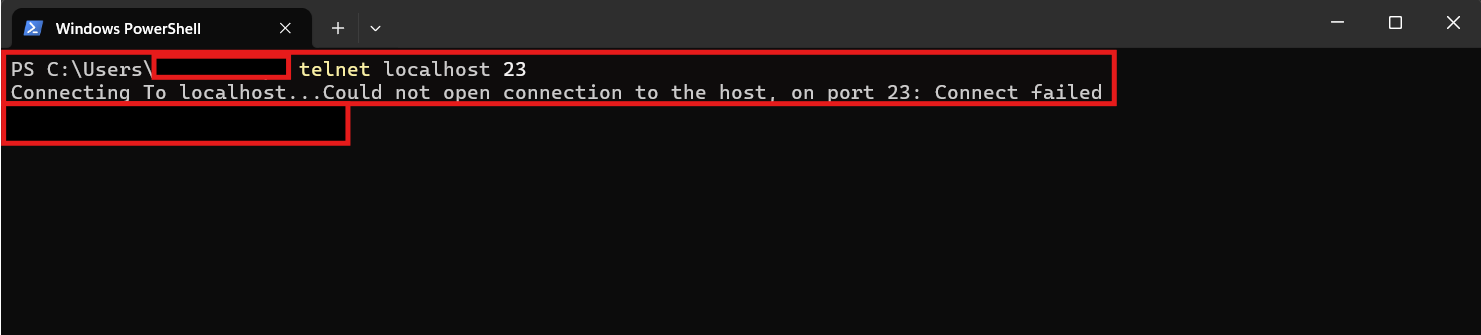 Windows PowerShell
PS C:\Users\ telnet localhost 23
Connecting To localhost...Could not open connection to the host, on port 23: Connect failed